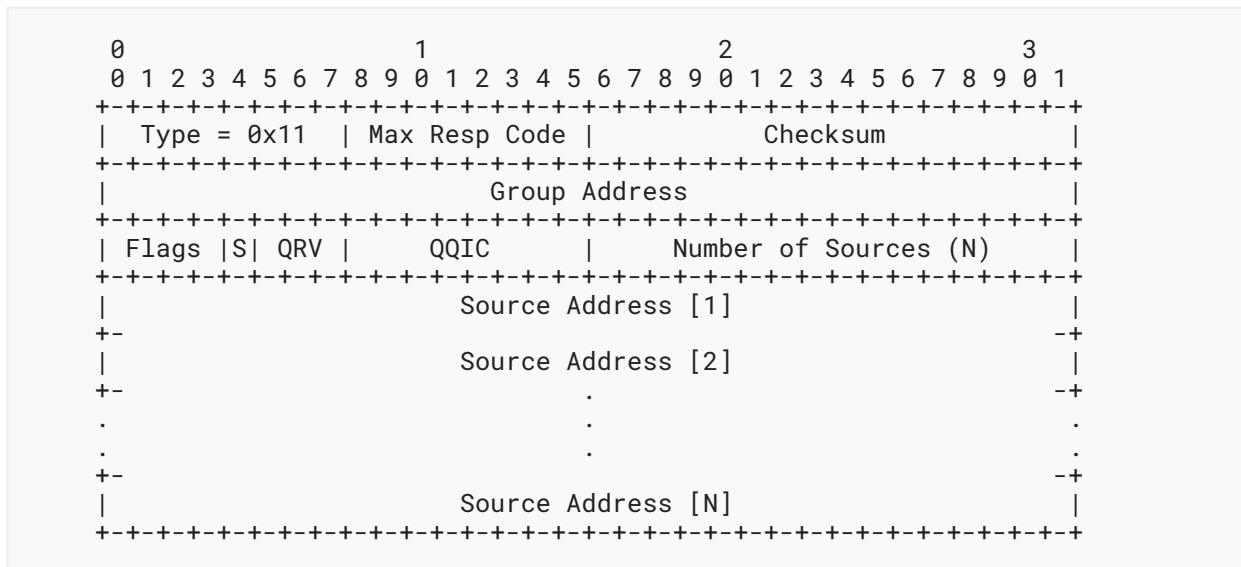 0                   1                   2                   3
 0 1 2 3 4 5 6 7 8 9 0 1 2 3 4 5 6 7 8 9 0 1 2 3 4 5 6 7 8 9 0 1
+-+-+-+-+-+-+-+-+-+-+-+-+-+-+-+-+-+-+-+-+-+-+-+-+-+-+-+-+-+-+-+-+
|  Type = 0x11  | Max Resp Code |           Checksum            |
+-+-+-+-+-+-+-+-+-+-+-+-+-+-+-+-+-+-+-+-+-+-+-+-+-+-+-+-+-+-+-+-+
|                         Group Address                         |
+-+-+-+-+-+-+-+-+-+-+-+-+-+-+-+-+-+-+-+-+-+-+-+-+-+-+-+-+-+-+-+-+
| Flags |S| QRV |     QQIC      |     Number of Sources (N)     |
+-+-+-+-+-+-+-+-+-+-+-+-+-+-+-+-+-+-+-+-+-+-+-+-+-+-+-+-+-+-+-+-+
|                       Source Address [1]                      |
+-                                                             -+
|                       Source Address [2]                      |
+-                              .                              -+
.                               .                               .
.                               .                               .
+-                                                             -+
|                       Source Address [N]                      |
+-+-+-+-+-+-+-+-+-+-+-+-+-+-+-+-+-+-+-+-+-+-+-+-+-+-+-+-+-+-+-+-+